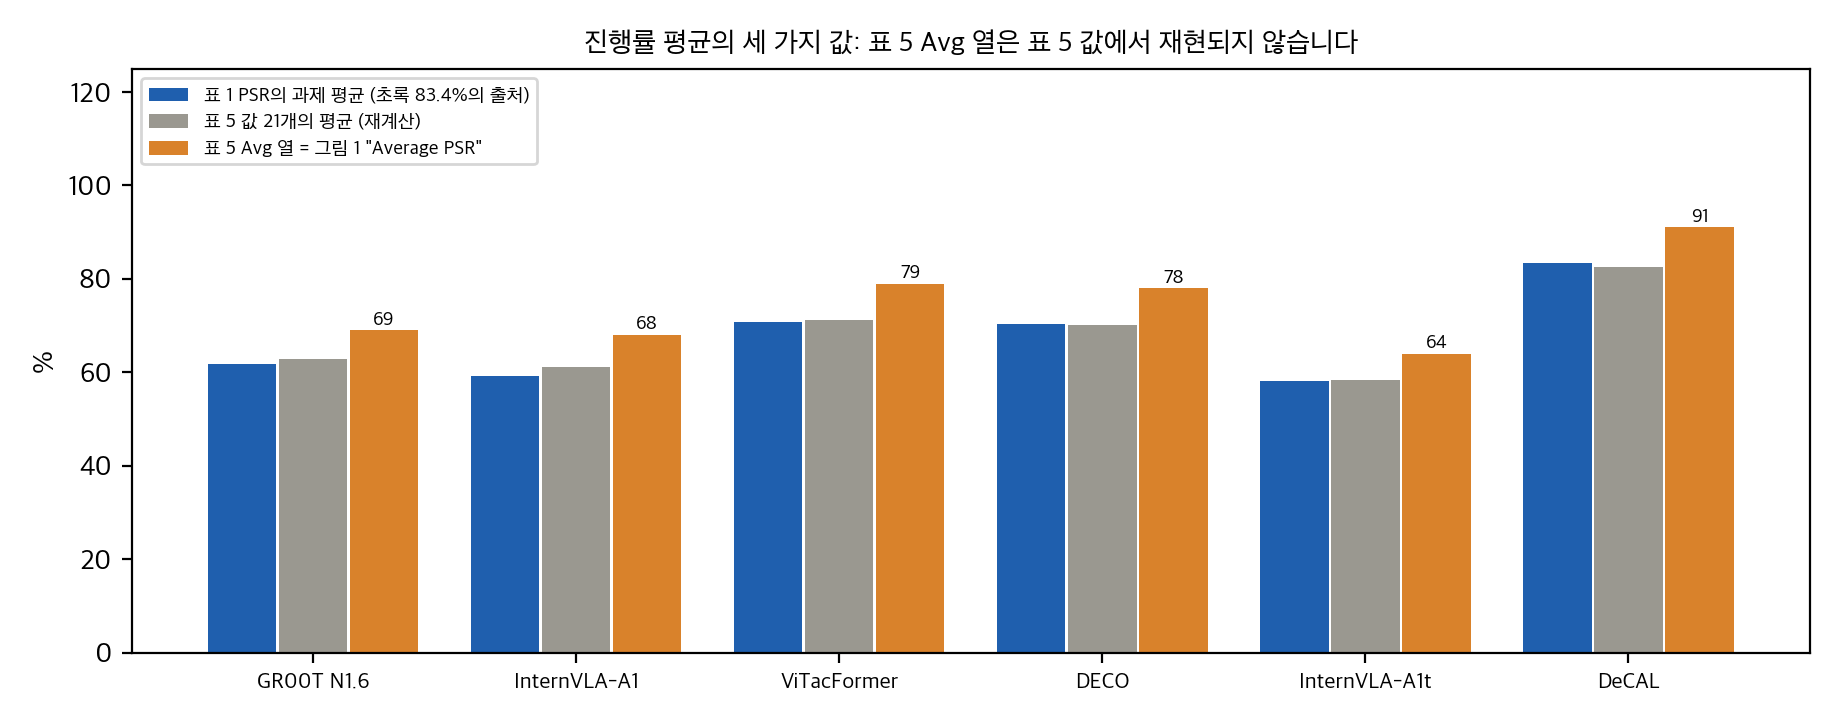 진행률 평균의 세 가지 값: 표 5 Avg 열은 표 5 값에서 재현되지 않습니다
표 1 PSR의 과제 평균 (초록 83.4%의 출처)
표 5 값 21개의 평균 (재계산)
표 5 Avg 열 = 그림 1 "Average PSR"
%
120
100
80
60
40
20
0
69
68
79
78
64
91
GR00T N1.6
InternVLA-A1
ViTacFormer
DECO
InternVLA-A1t
DeCAL